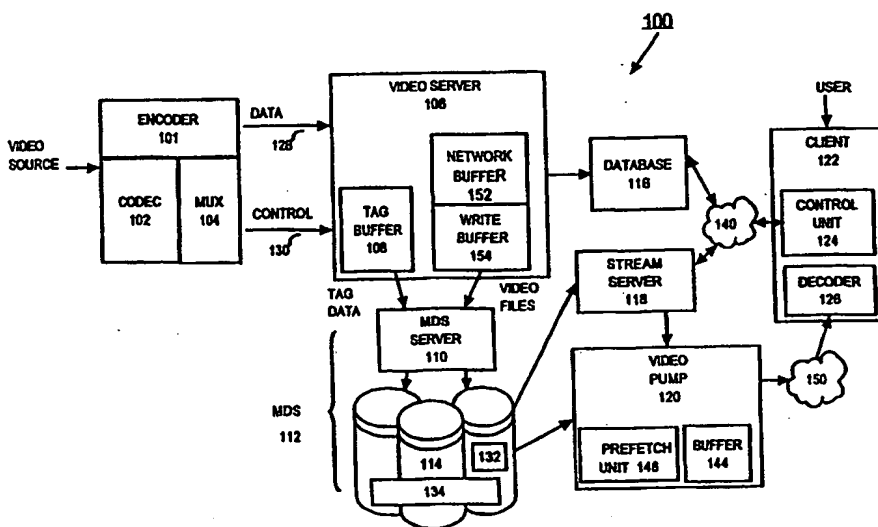 100
VIDEO SOURCE
ENCODER
101
CODEC
102
MUX
104
DATA
128
CONTROL
130
VIDEO SERVER
106
NETWORK
BUFFER
152
WRITE
BUFFER
154
TAG
BUFFER
108
TAG
DATA
VIDEO
FILES
MDS
SERVER
110
MDS
112
114
132
134
DATABASE
116
STREAM
SERVER
118
VIDEO
PUMP
120
PREFETCH
UNIT 146
BUFFER
144
140
150
USER
CLIENT
122
CONTROL
UNIT
124
DECODER
126